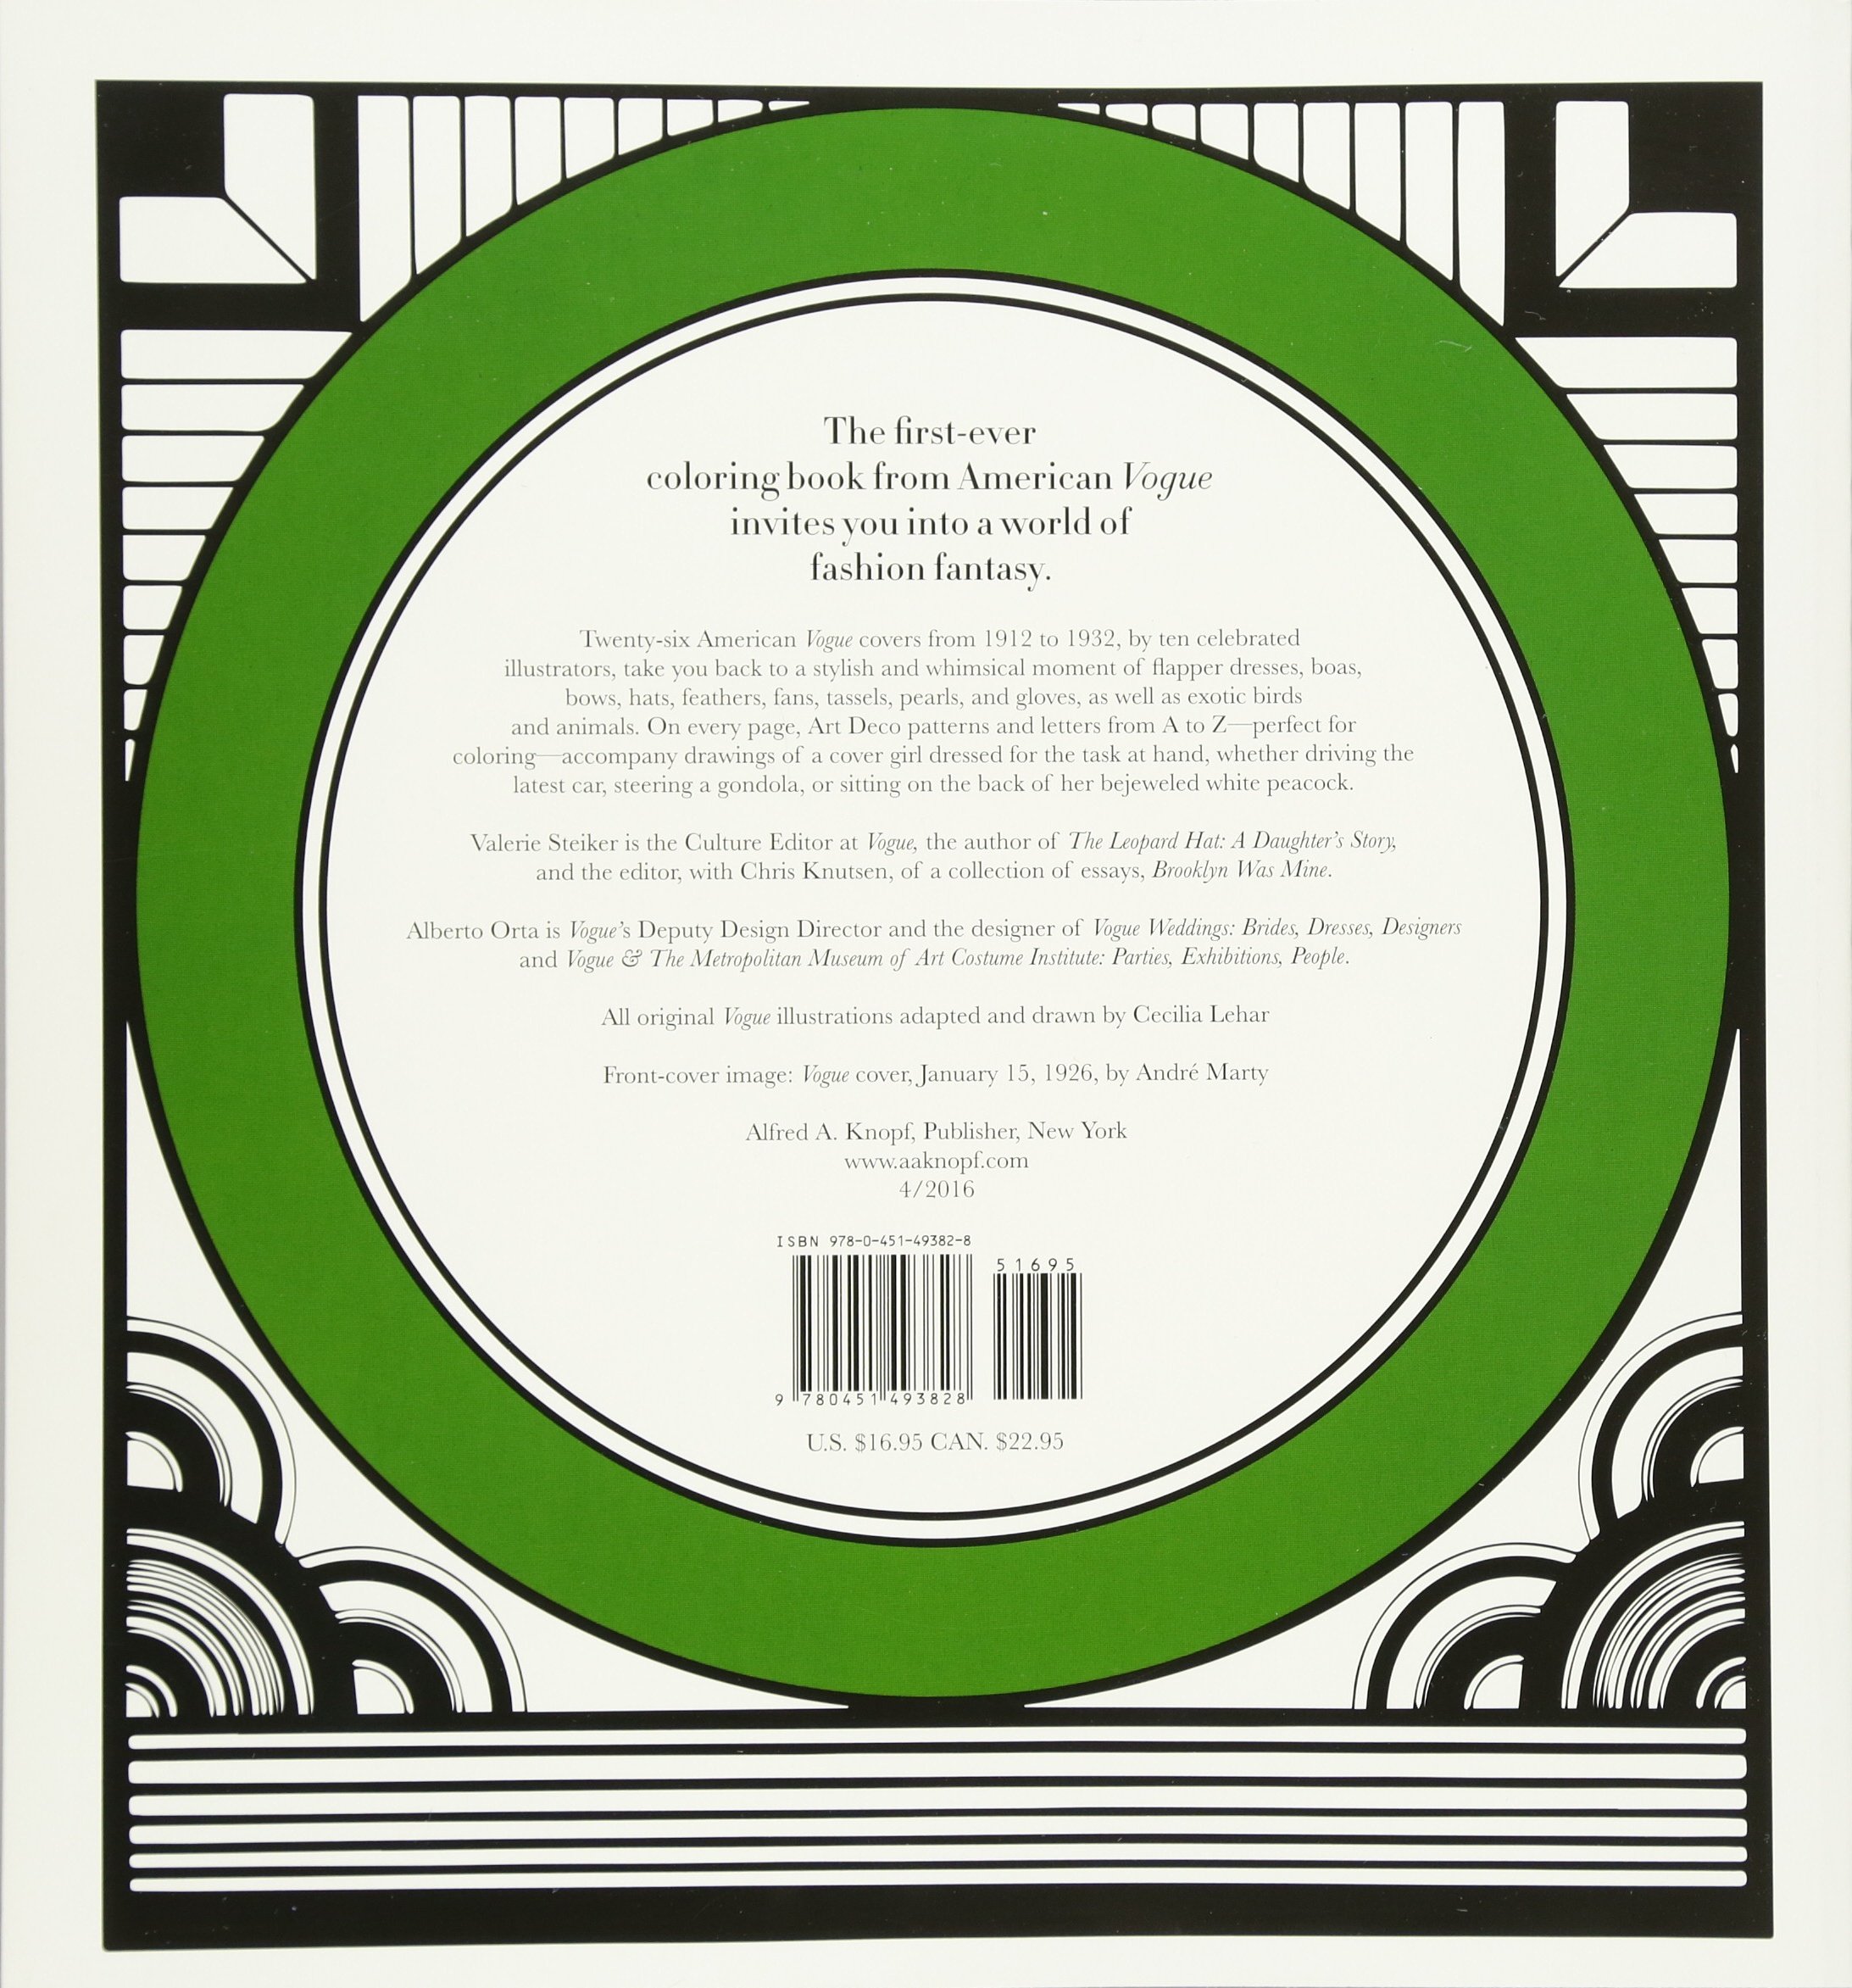 The first-ever
coloring book from American Vogue
invites you into a world of
fashion fantasy.
Twenty-six American Vogue covers from 1912 to 1932, by ten celebrated
illustrators, take you back to a stylish and whimsical moment of flapper dresses, boas,
bows, hats, feathers, fans, tassels, pearls, and gloves, as well as exotic birds
and animals. On every page, Art Deco patterns and letters from A to Z—perfect for
coloring—accompany drawings of a cover girl dressed for the task at hand, whether driving the
latest car, steering a gondola, or sitting on the back of her bejeweled white peacock.
Valerie Steiker is the Culture Editor at Vogue, the author of The Leopard Hat: A Daughter's Story,
and the editor, with Chris Knutsen, of a collection of essays, Brooklyn Was Mine.
Alberto Orta is Vogue's Deputy Design Director and the designer of Vogue Weddings: Brides, Dresses, Designers
and Vogue & The Metropolitan Museum of Art Costume Institute: Parties, Exhibitions, People.
All original Vogue illustrations adapted and drawn by Cecilia Lehar
Front-cover image: Vogue cover, January 15, 1926, by André Marty
Alfred A. Knopf, Publisher, New York
www.aaknopf.com
4/2016
ISBN 978-0-451-49382-8
51695
9 780451 493828
U.S. $16.95 CAN. $22.95